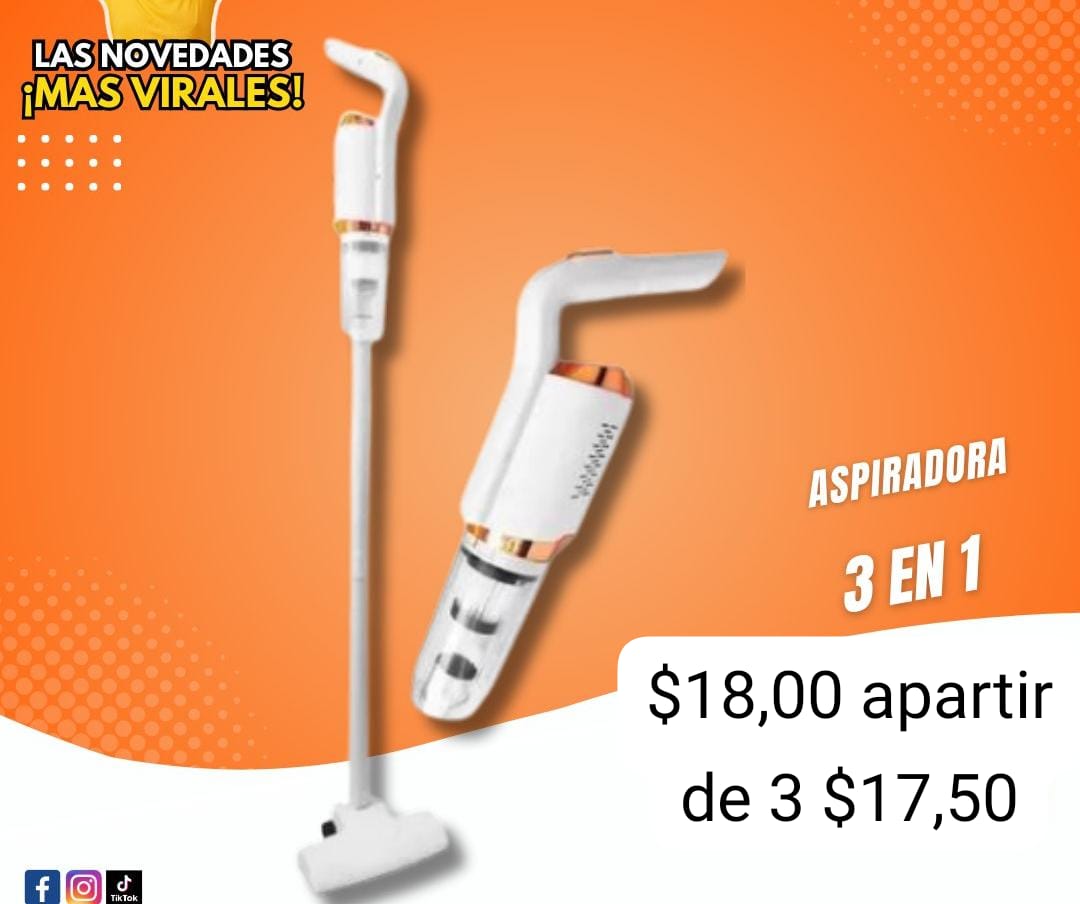 LAS NOVEDADES
¡MAS VIRALES!
ASPIRADORA
3 EN 1
$18,00 apartir
de 3 $17,50
TikTok